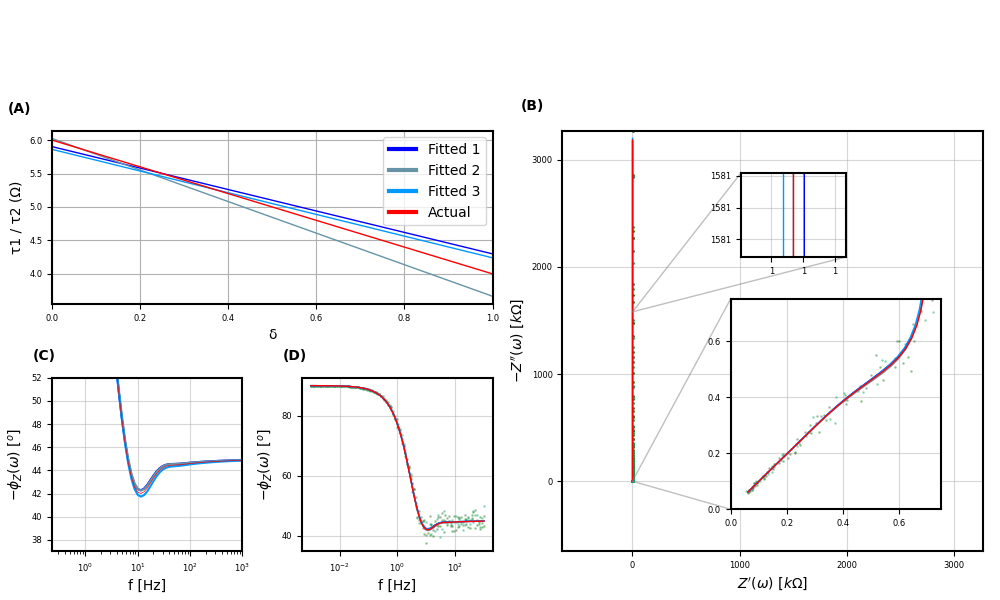 (A)
6.0
5.5
5.0
4.5
4.0
τ1 / τ2 (Ω)
0.0 0.2 0.4 0.6 0.8 1.0
δ
Fitted 1
Fitted 2
Fitted 3
Actual
(B)
3000
2000
1000
0
−Z''(ω) [kΩ]
0 1000 2000 3000
Z'(ω) [kΩ]
1581
1581
1581
1 1 1
0.6
0.4
0.2
0.0
0.0 0.2 0.4 0.6
(C)
52
50
48
46
44
42
40
38
−ϕZ(ω) [°]
10⁰ 10¹ 10² 10³
f [Hz]
(D)
80
60
40
−ϕZ(ω) [°]
10⁻² 10⁰ 10²
f [Hz]